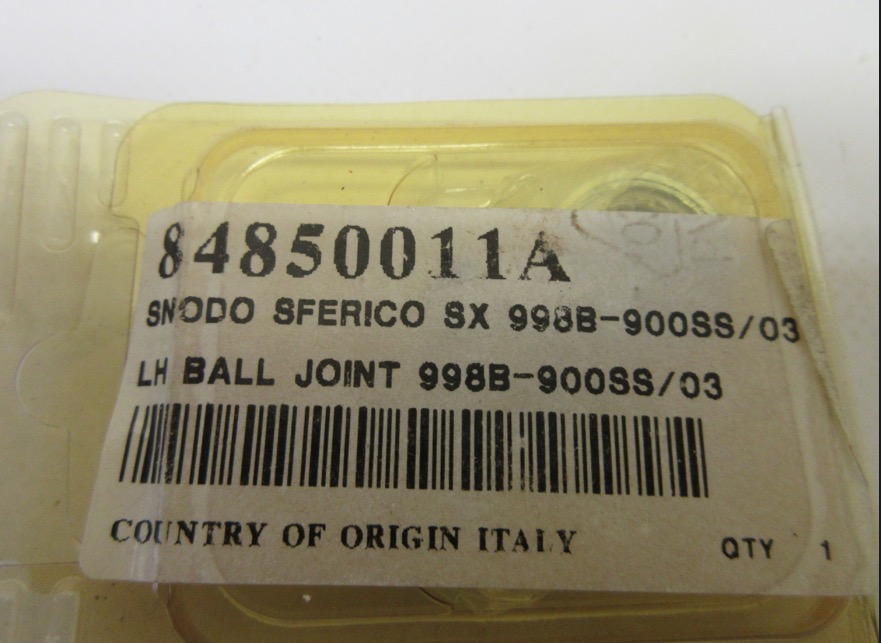 84850011A
SNODO SFERICO SX 998B-900SS/03
LH BALL JOINT 998B-900SS/03
COUNTRY OF ORIGIN ITALY
QTY 1